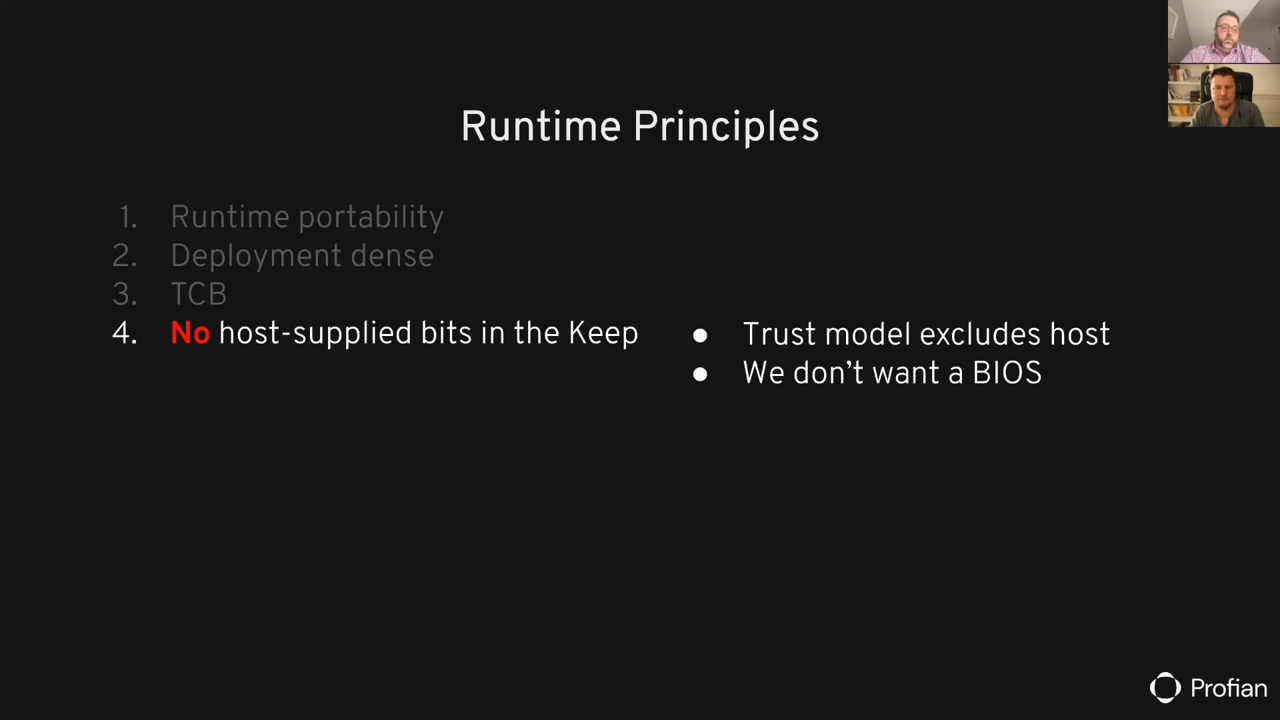 Runtime Principles
1. Runtime portability
2. Deployment dense
3. TCB
4. No host-supplied bits in the Keep
● Trust model excludes host
● We don’t want a BIOS
Profian